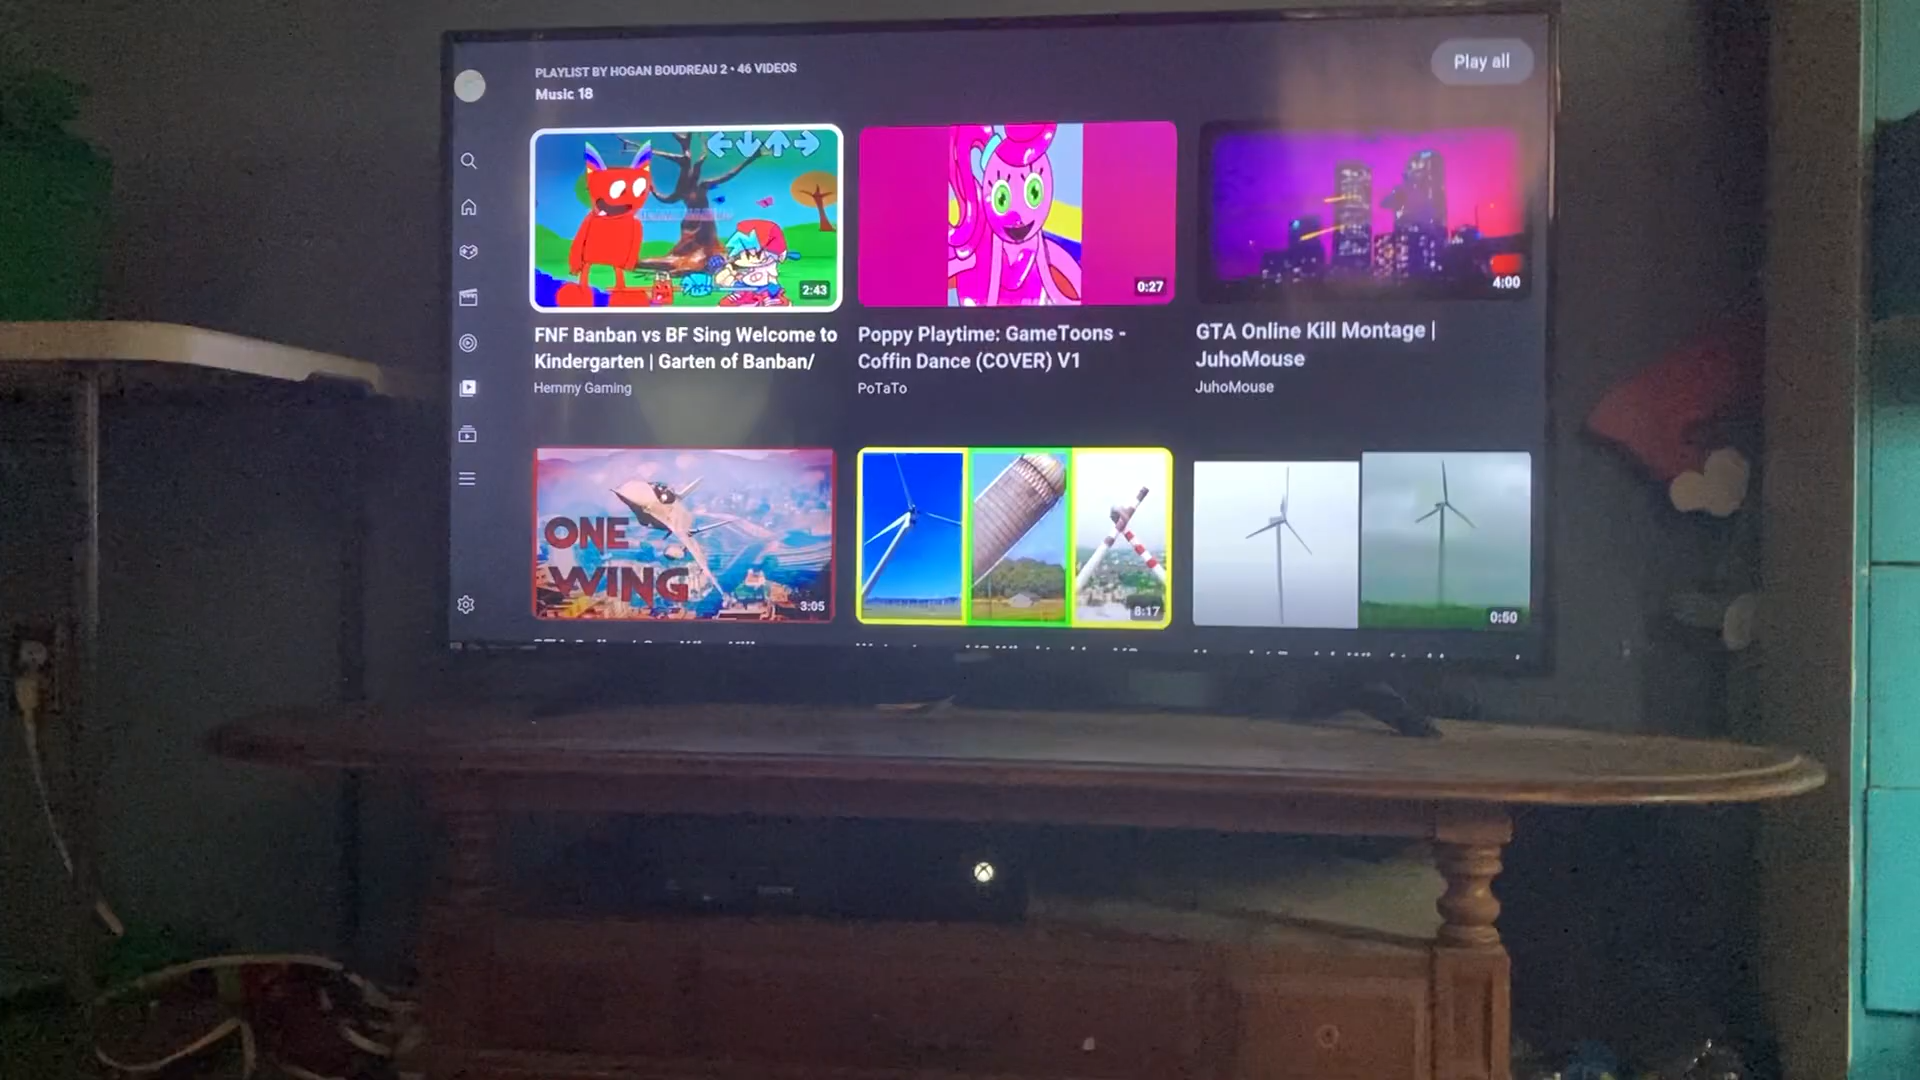 PLAYLIST BY HOGAN BOUDREAU 2 • 46 VIDEOS
Music 18
Play all
2:43
0:27
4:00
FNF Banban vs BF Sing Welcome to
Kindergarten | Garten of Banban/
Hemmy Gaming
Poppy Playtime: GameToons -
Coffin Dance (COVER) V1
PoTaTo
GTA Online Kill Montage |
JuhoMouse
JuhoMouse
ONE
WING
3:05
8:17
0:50